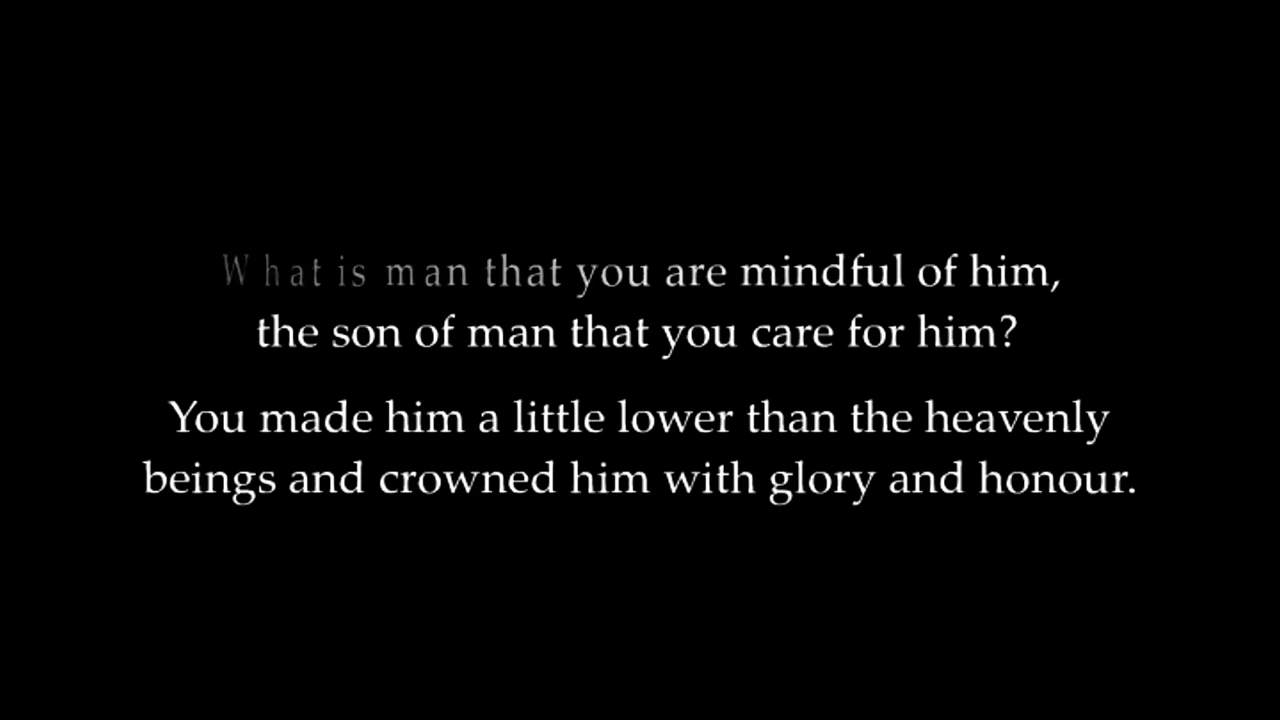 What is man that you are mindful of him,
the son of man that you care for him?
You made him a little lower than the heavenly
beings and crowned him with glory and honour.